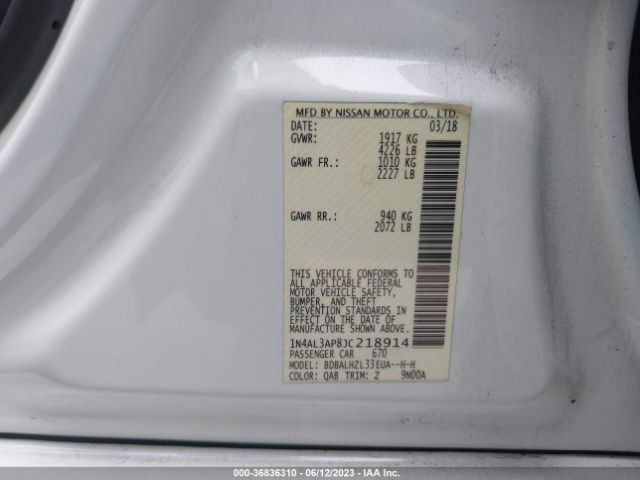 MFD BY NISSAN MOTOR CO., LTD.
DATE: 03/18
GVWR: 1917 KG
4226 LB
GAWR FR.: 1010 KG
2227 LB
GAWR RR.: 940 KG
2072 LB
THIS VEHICLE CONFORMS TO
ALL APPLICABLE FEDERAL
MOTOR VEHICLE SAFETY,
BUMPER, AND THEFT
PREVENTION STANDARDS IN
EFFECT ON THE DATE OF
MANUFACTURE SHOWN ABOVE.
1N4AL3AP8JC218914
PASSENGER CAR 670
MODEL: BDBALHZL33EUA--H-H
COLOR: QAB TRIM: Z 9N00A
000-36836310 - 06/12/2023 - IAA Inc.